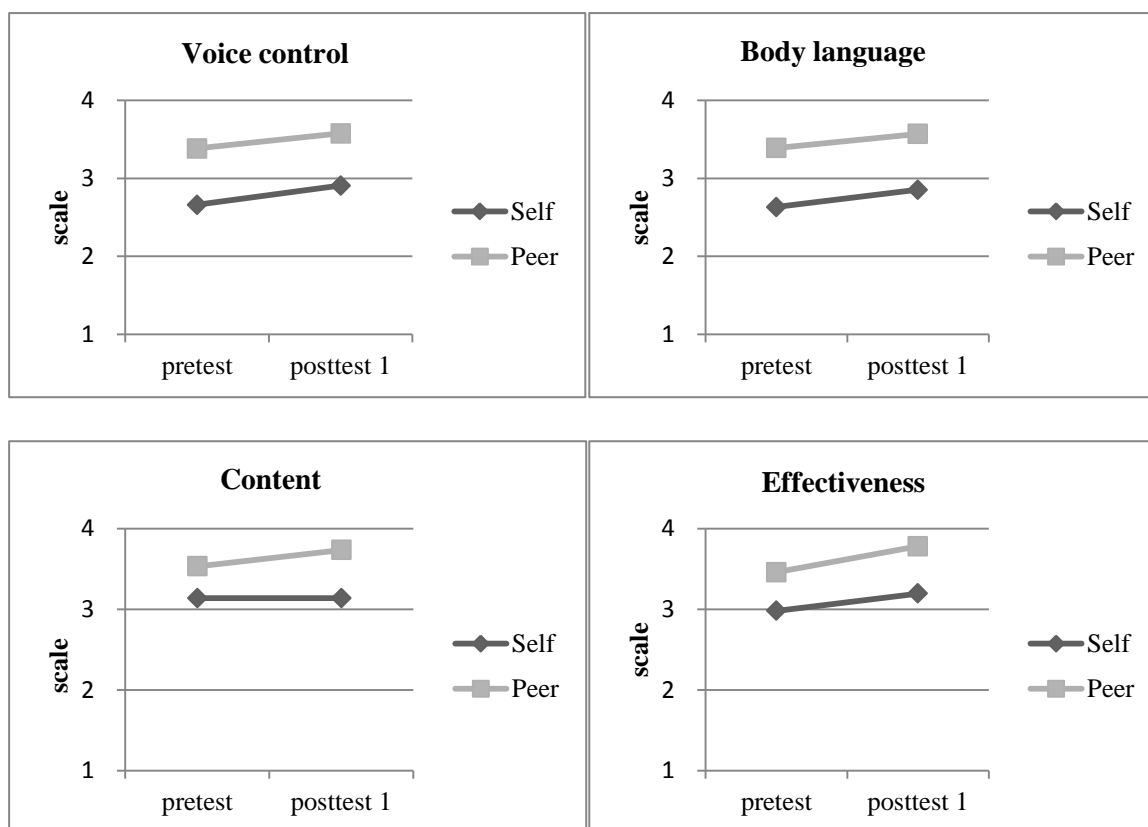 Voice control
4
3
2
1
scale
pretest
posttest 1
Self
Peer
Body language
4
3
2
1
scale
pretest
posttest 1
Self
Peer
Content
4
3
2
1
scale
pretest
posttest 1
Self
Peer
Effectiveness
4
3
2
1
scale
pretest
posttest 1
Self
Peer